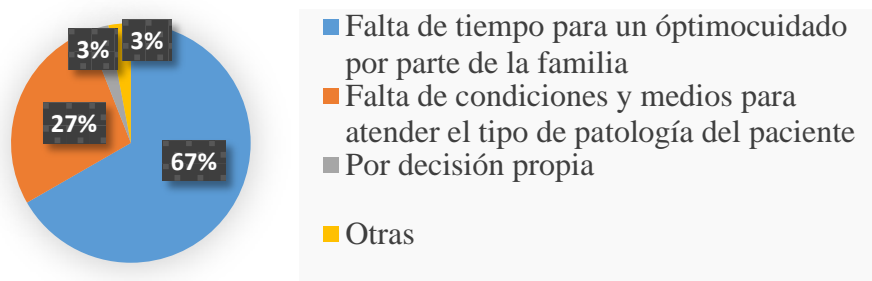 3%
3%
27%
67%
Falta de tiempo para un óptimocuidado
por parte de la familia
Falta de condiciones y medios para
atender el tipo de patología del paciente
Por decisión propia
Otras